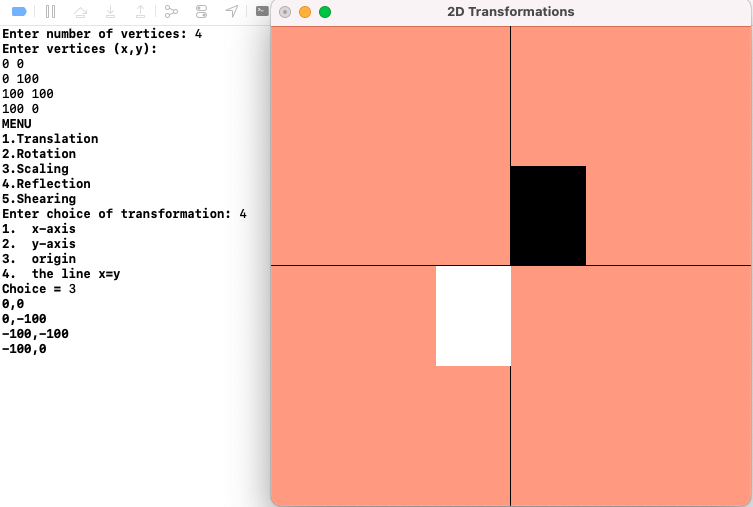 2D Transformations
Enter number of vertices: 4
Enter vertices (x,y):
0 0
0 100
100 100
100 0
MENU
1.Translation
2.Rotation
3.Scaling
4.Reflection
5.Shearing
Enter choice of transformation: 4
1.  x-axis
2.  y-axis
3.  origin
4.  the line x=y
Choice = 3
0,0
0,-100
-100,-100
-100,0